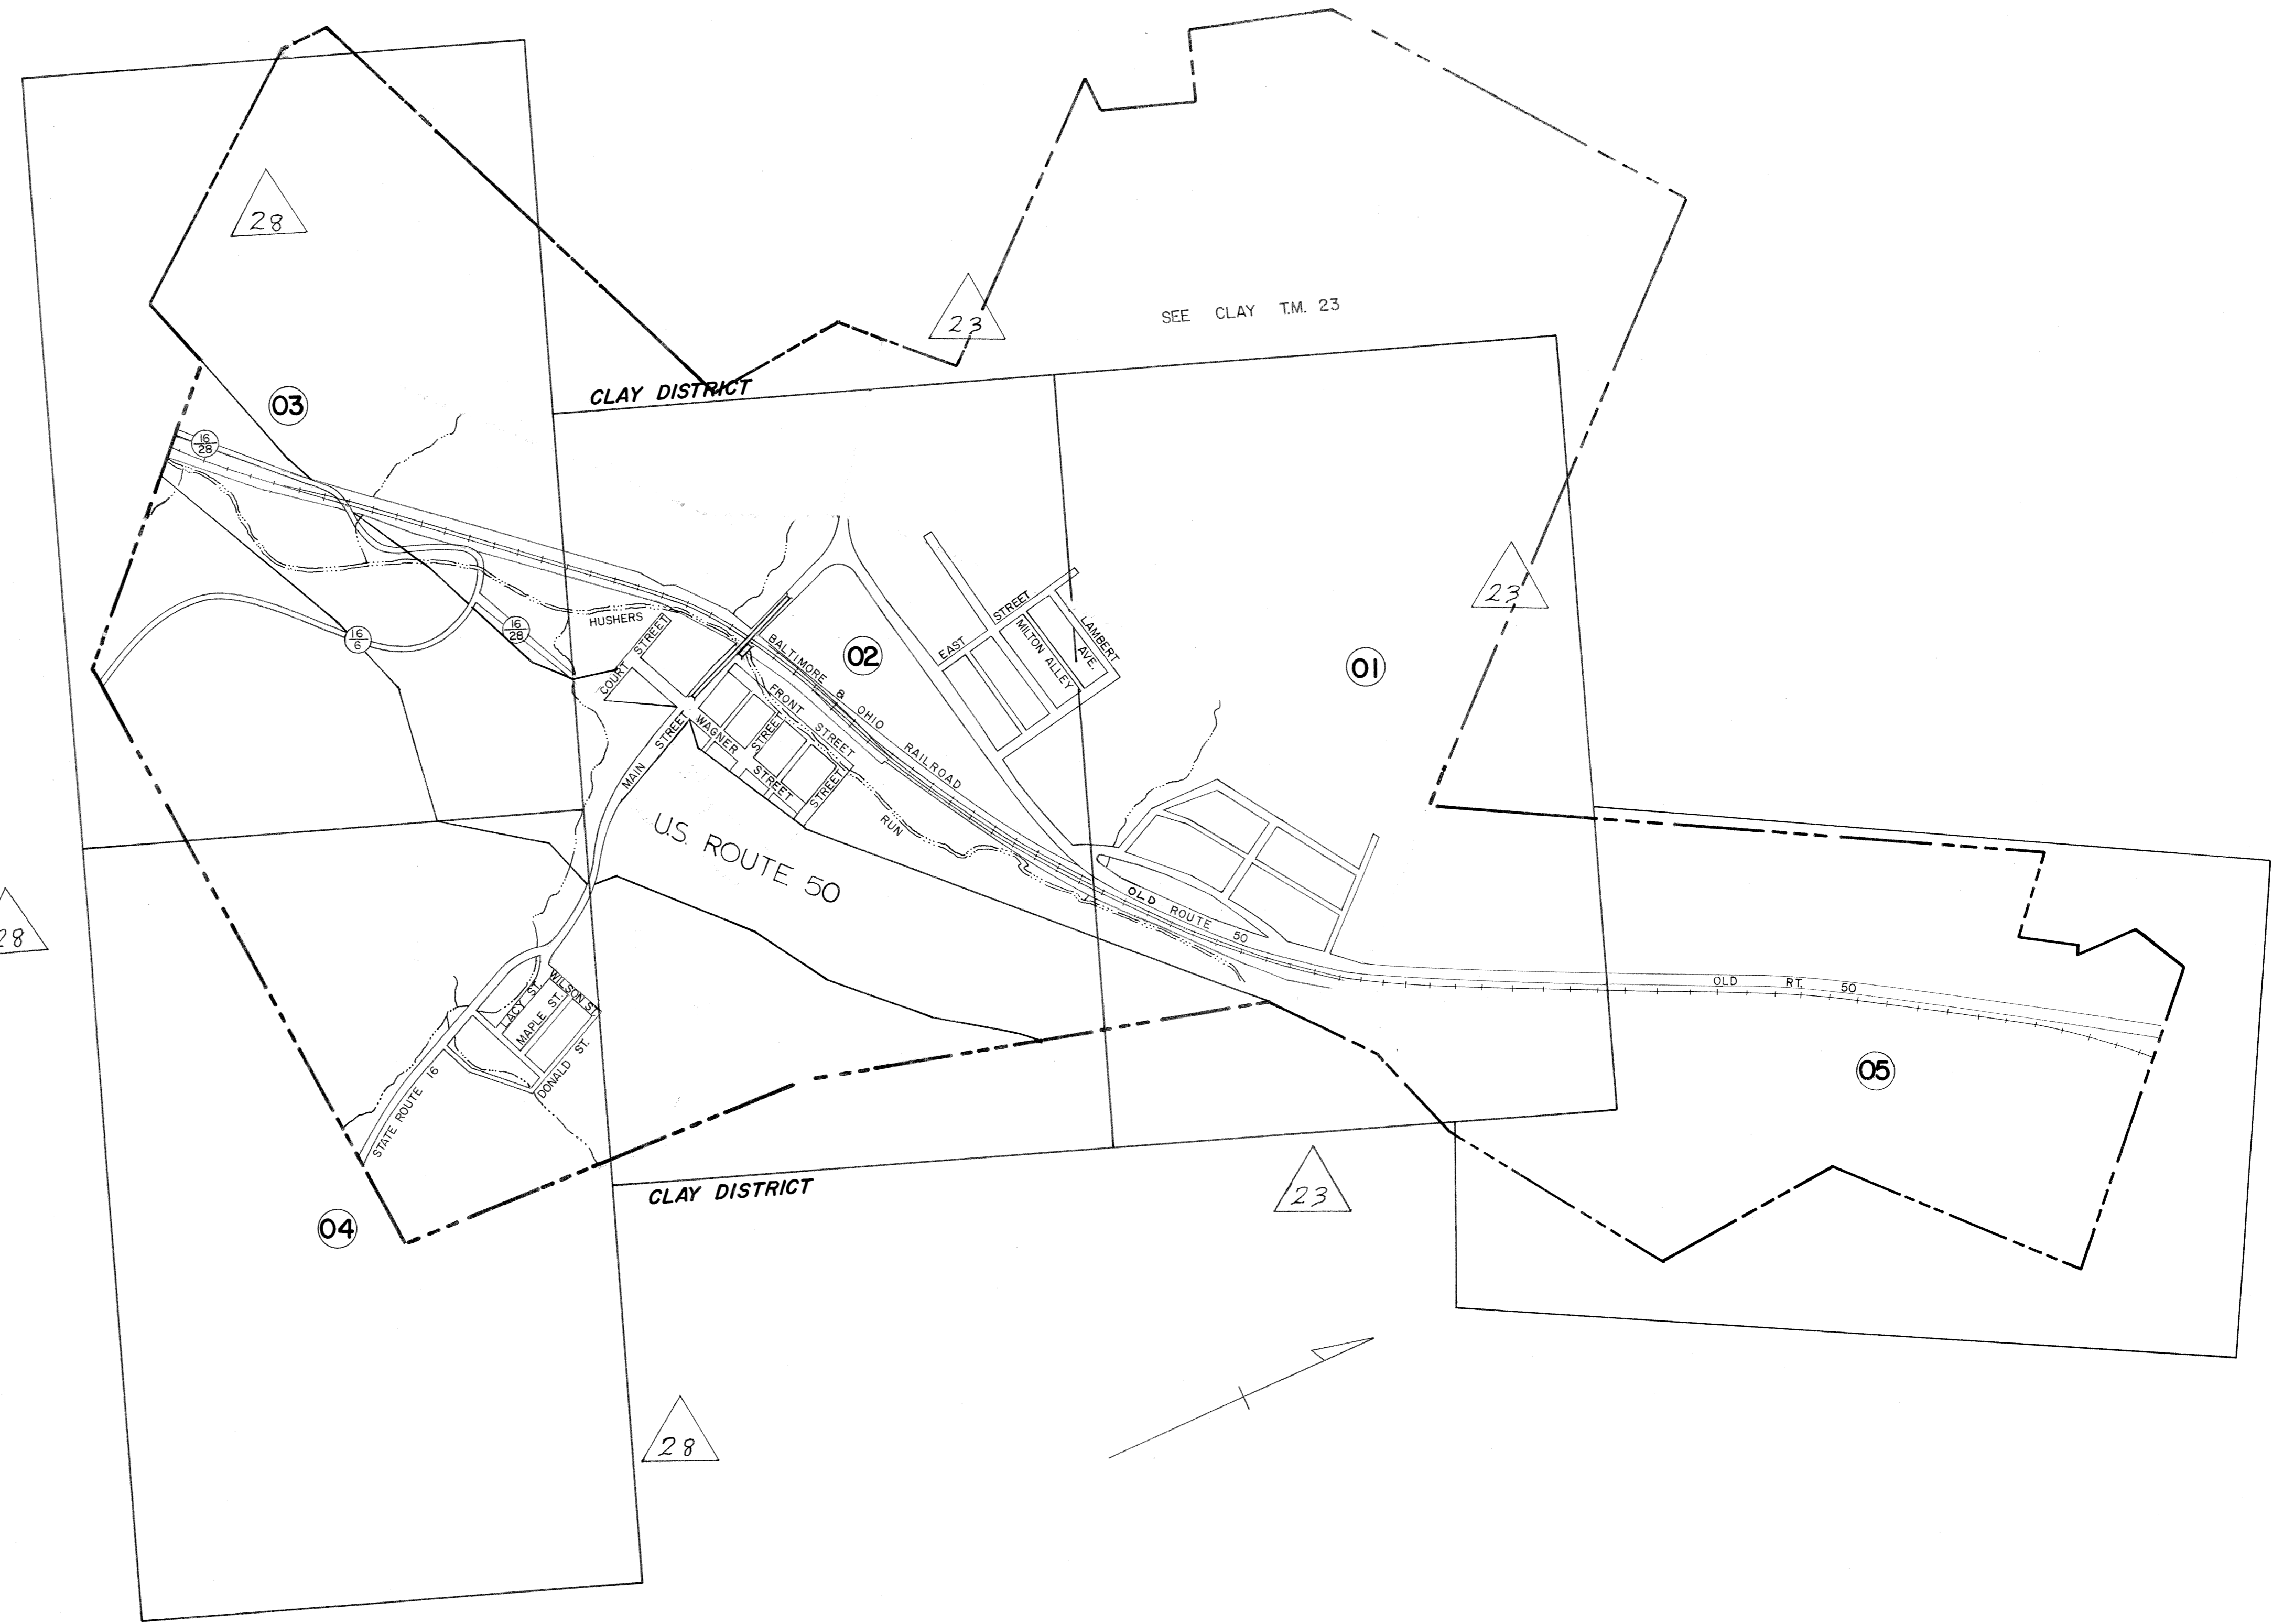 28
23
SEE CLAY T.M. 23
CLAY DISTRICT
03
16
28
23
HUSHERS
COURT STREET
16
28
16
6
BALTIMORE & OHIO RAILROAD
02
EAST STREET
MILTON ALLEY
LAMBERT AVE.
01
FRONT STREET
WAGNER STREET
STREET
STREET
MAIN STREET
RUN
U.S. ROUTE 50
OLD ROUTE 50
OLD RT. 50
28
WILSON ST.
LACY ST.
MAPLE ST.
DONALD ST.
STATE ROUTE 16
05
CLAY DISTRICT
23
04
28